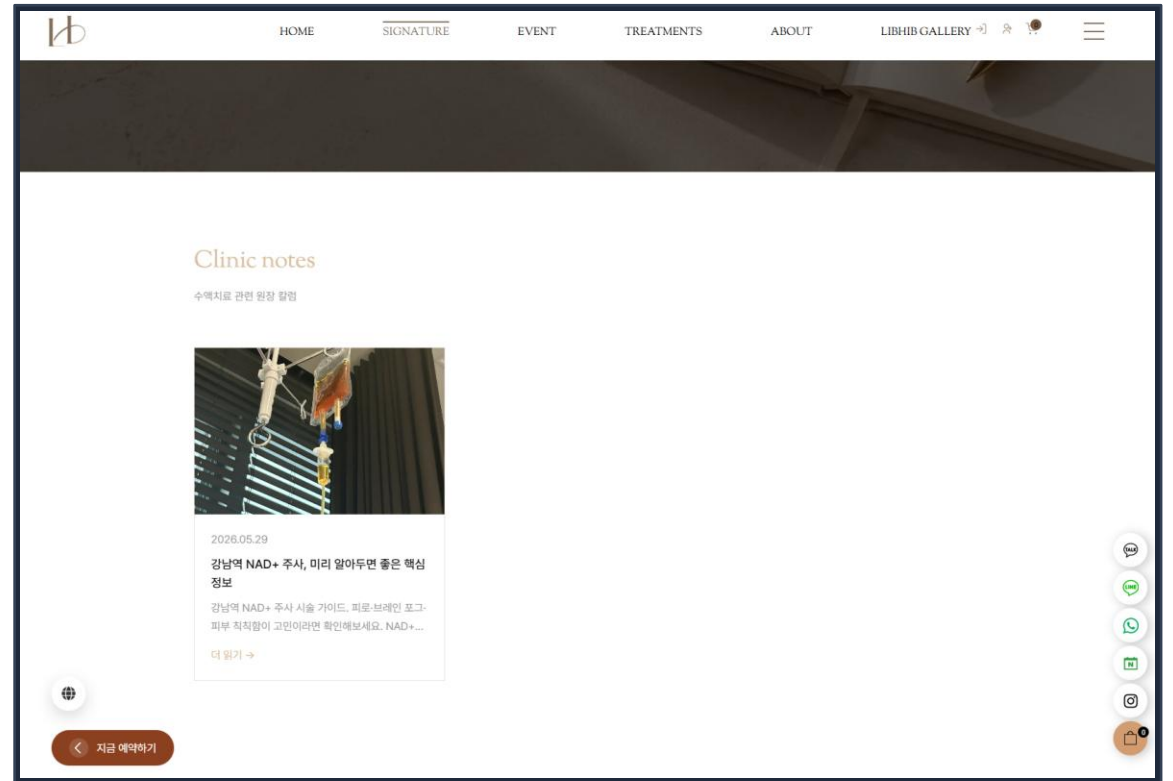 HOME SIGNATURE EVENT TREATMENTS ABOUT LIBHIB GALLERY 0
Clinic notes
수액치료 관련 원장 칼럼
2026.05.29
강남역 NAD+ 주사, 미리 알아두면 좋은 핵심
정보
강남역 NAD+ 주사 시술 가이드. 피로·브레인 포그·
피부 칙칙함이 고민이라면 확인해보세요. NAD+...
더 읽기 →
TALK
LINE
N
0
지금 예약하기